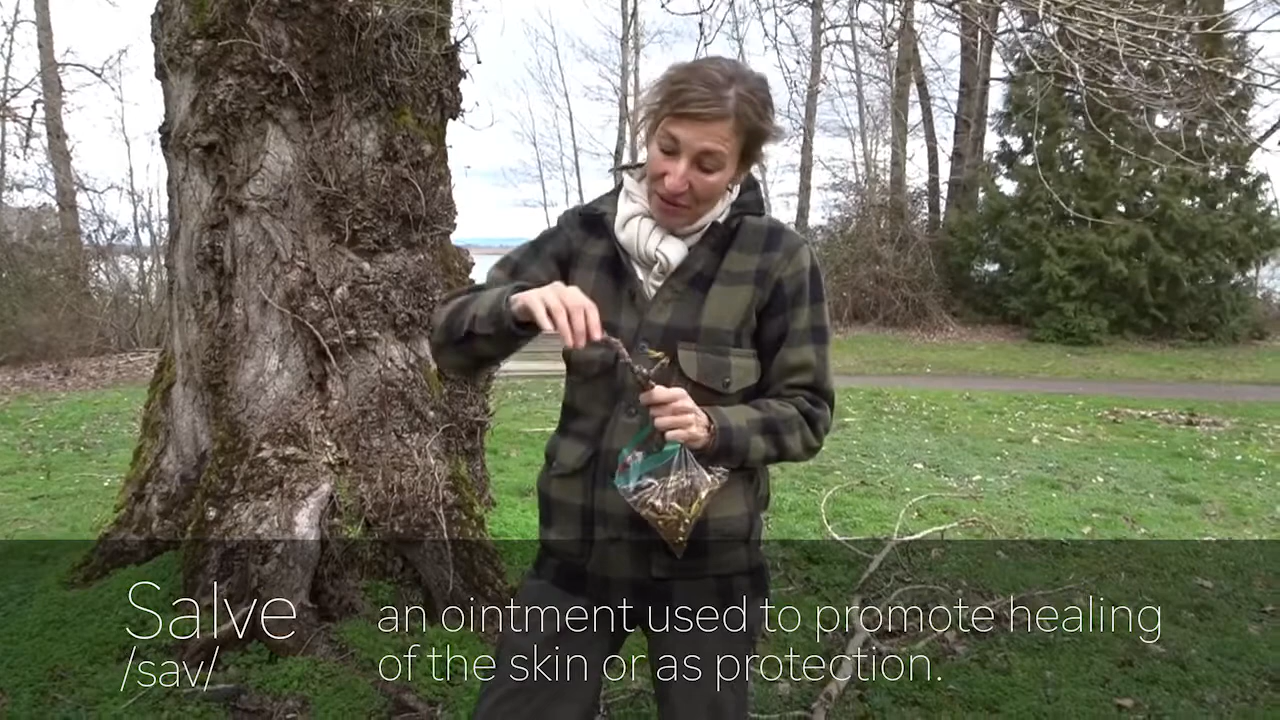 Salve
/sav/
an ointment used to promote healing
of the skin or as protection.